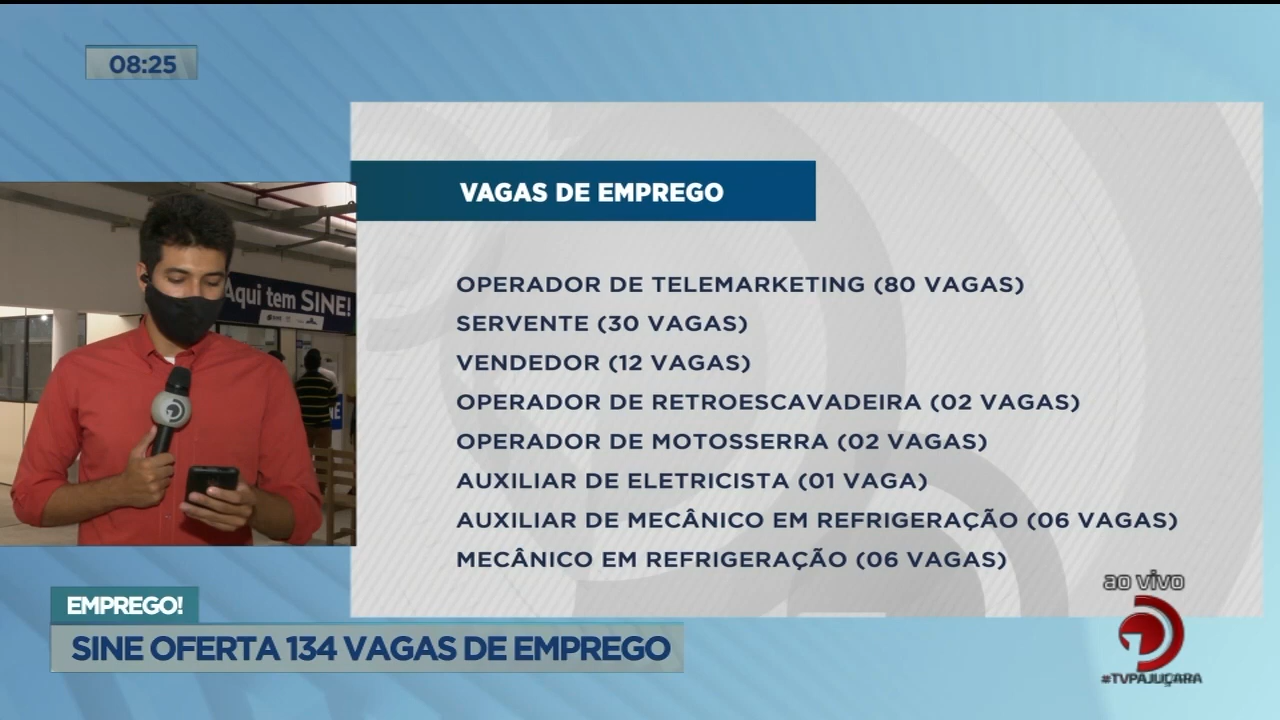 08:25
VAGAS DE EMPREGO
OPERADOR DE TELEMARKETING (80 VAGAS)
SERVENTE (30 VAGAS)
VENDEDOR (12 VAGAS)
OPERADOR DE RETROESCAVADEIRA (02 VAGAS)
OPERADOR DE MOTOSSERRA (02 VAGAS)
AUXILIAR DE ELETRICISTA (01 VAGA)
AUXILIAR DE MECÂNICO EM REFRIGERAÇÃO (06 VAGAS)
MECÂNICO EM REFRIGERAÇÃO (06 VAGAS)
Aqui tem SINE!
EMPREGO!
SINE OFERTA 134 VAGAS DE EMPREGO
ao vivo
#TVPAJUÇARA